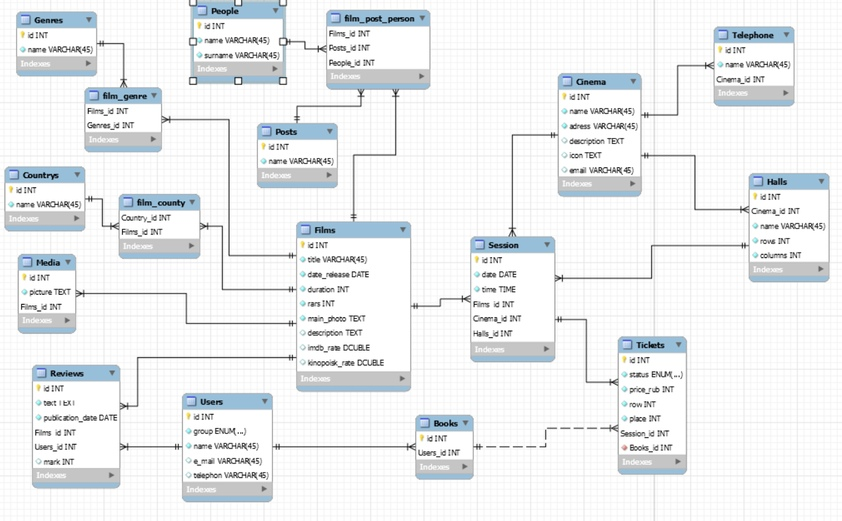 Genres
id INT
name VARCHAR(45)
Indexes
People
id INT
name VARCHAR(45)
surname VARCHAR(45)
Indexes
film_post_person
Films_id INT
Posts_id INT
People_id INT
Indexes
Telephone
id INT
name VARCHAR(45)
Cinema_id INT
Indexes
film_genre
Films_id INT
Genres_id INT
Indexes
Posts
id INT
name VARCHAR(45)
Indexes
Cinema
id INT
name VARCHAR(45)
adress VARCHAR(45)
description TEXT
icon TEXT
email VARCHAR(45)
Indexes
Countrys
id INT
name VARCHAR(45)
Indexes
film_county
Country_id INT
Films_id INT
Indexes
Halls
id INT
Cinema_id INT
name VARCHAR(45)
rows INT
columns INT
Indexes
Media
id INT
picture TEXT
Films_id INT
Indexes
Films
id INT
title VARCHAR(45)
date_release DATE
duration INT
rars INT
main_photo TEXT
description TEXT
imdb_rate DCUBLE
kinopoisk_rate DCUBLE
Indexes
Session
id INT
date DATE
time TIME
Films_id INT
Cinema_id INT
Halls_id INT
Indexes
Tickets
id INT
status ENUM(...)
price_rub INT
row INT
place INT
Session_id INT
Books_id INT
Indexes
Reviews
id INT
text TEXT
publication_date DATE
Films_id INT
Users_id INT
mark INT
Indexes
Users
id INT
group ENUM(...)
name VARCHAR(45)
e_mail VARCHAR(45)
telephon VARCHAR(45)
Indexes
Books
id INT
Users_id INT
Indexes